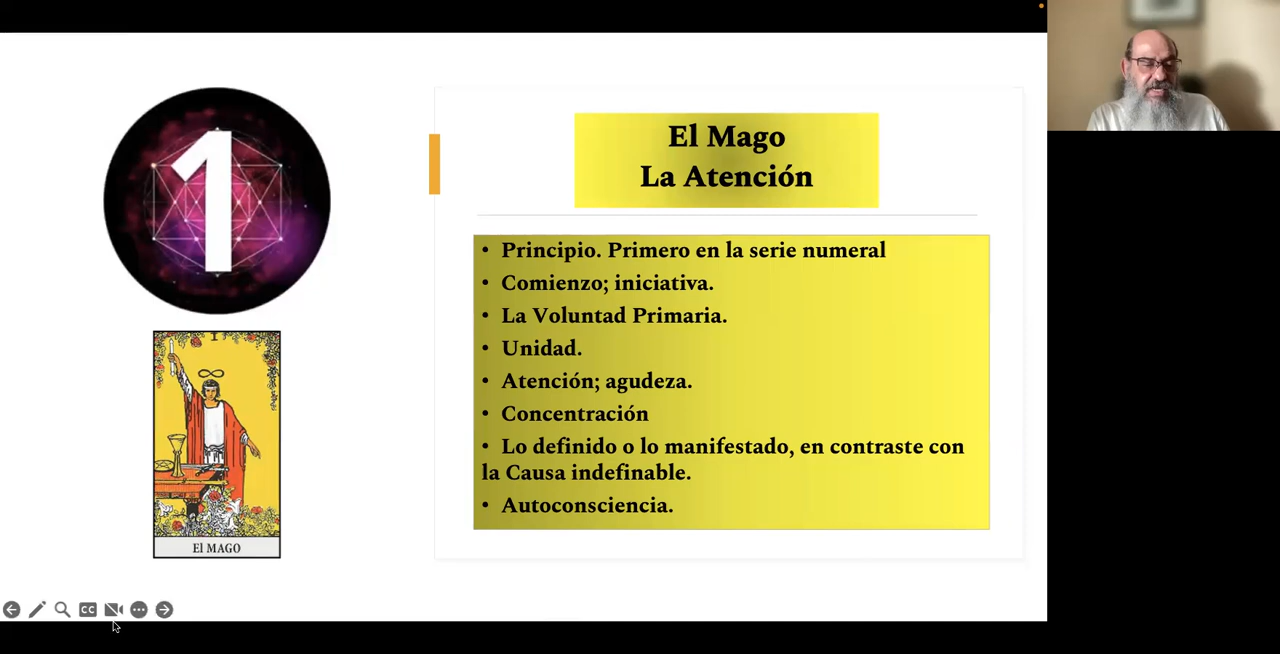 1
El Mago
La Atención
• Principio. Primero en la serie numeral
• Comienzo; iniciativa.
• La Voluntad Primaria.
• Unidad.
• Atención; agudeza.
• Concentración
• Lo definido o lo manifestado, en contraste con
la Causa indefinable.
• Autoconsciencia.
I
El MAGO
CC